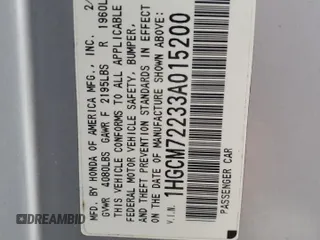 MFD. BY HONDA OF AMERICA MFG., INC. 2/
GVWR 4080LBS GAWR F 2195LBS R 1960L
THIS VEHICLE CONFORMS TO ALL APPLICABLE
FEDERAL MOTOR VEHICLE SAFETY, BUMPER,
AND THEFT PREVENTION STANDARDS IN EFFECT
ON THE DATE OF MANUFACTURE SHOWN ABOVE.
V.I.N. 1HGCM72233A015200
PASSENGER CAR
DREAMBID